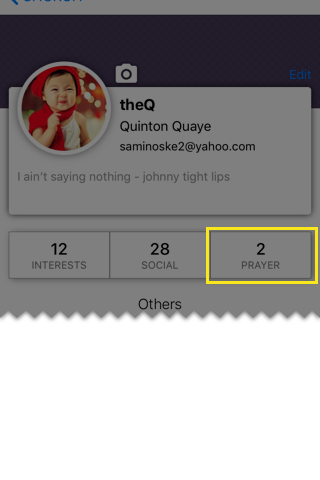 Edit
theQ
Quinton Quaye
saminoske2@yahoo.com
I ain't saying nothing - johnny tight lips
12 28 2
INTERESTS SOCIAL PRAYER
Others